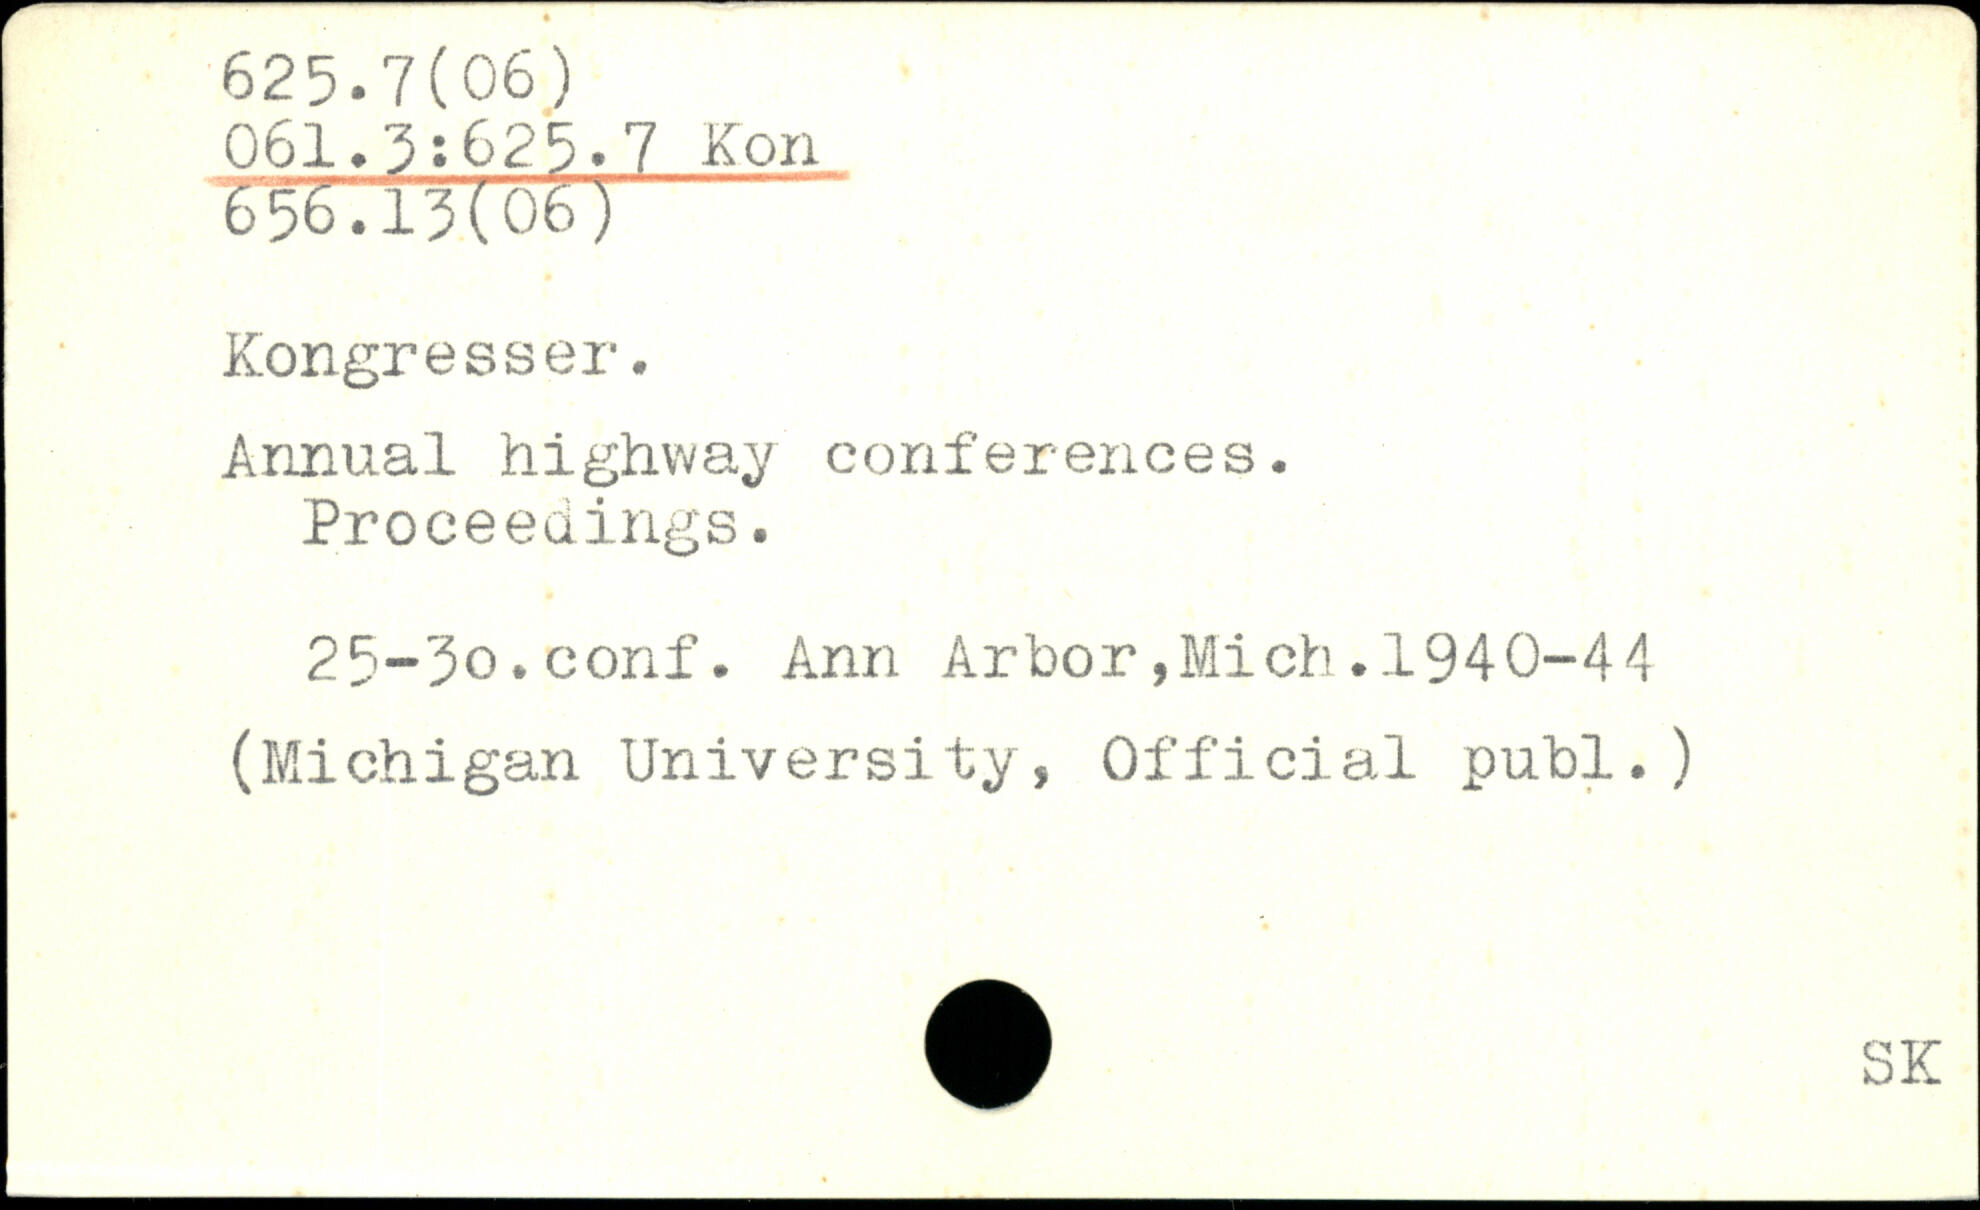 625.7(06)
061.3:625.7 Kon
656.13(06)
Kongresser.
Annual highway conferences.
Proceedings.
25-3o.conf. Ann Arbor,Mich.1940-44
(Michigan University, Official publ.)
SK